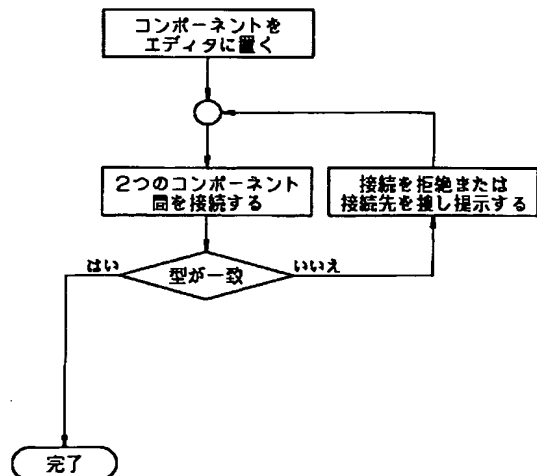 コンポーネントを
エディタに置く
2つのコンポーネント
間を接続する
接続を拒絶または
接続先を捜し提示する
はい
型が一致
いいえ
完了